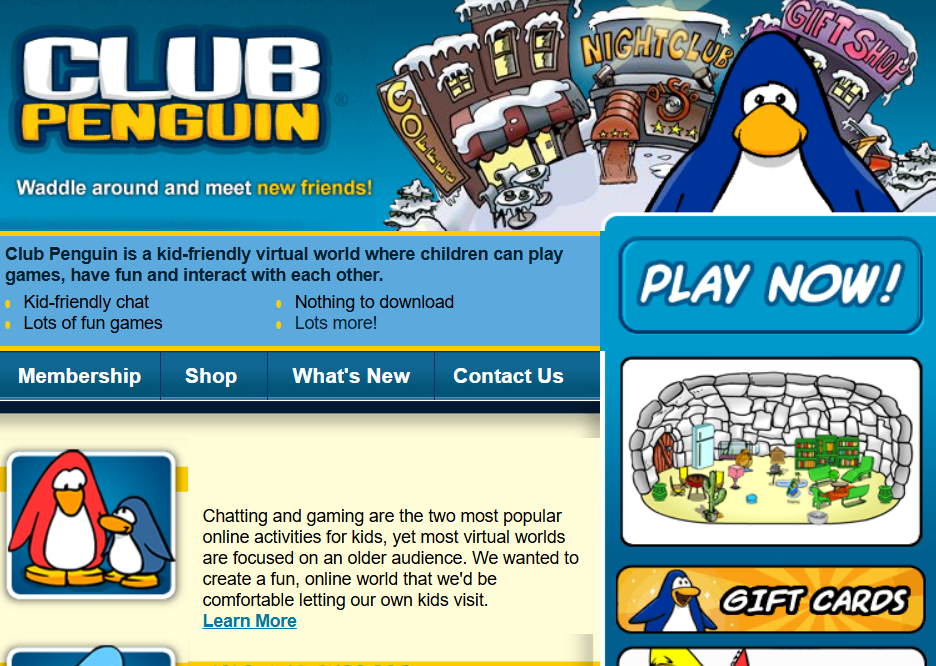 CLUB
PENGUIN®
Waddle around and meet new friends!
COFFEE
NIGHTCLUB
DISCO
GIFT SHOP
Club Penguin is a kid-friendly virtual world where children can play
games, have fun and interact with each other.
Kid-friendly chat
Nothing to download
Lots of fun games
Lots more!
PLAY NOW!
Membership
Shop
What's New
Contact Us
Chatting and gaming are the two most popular
online activities for kids, yet most virtual worlds
are focused on an older audience. We wanted to
create a fun, online world that we'd be
comfortable letting our own kids visit.
Learn More
GIFT CARDS